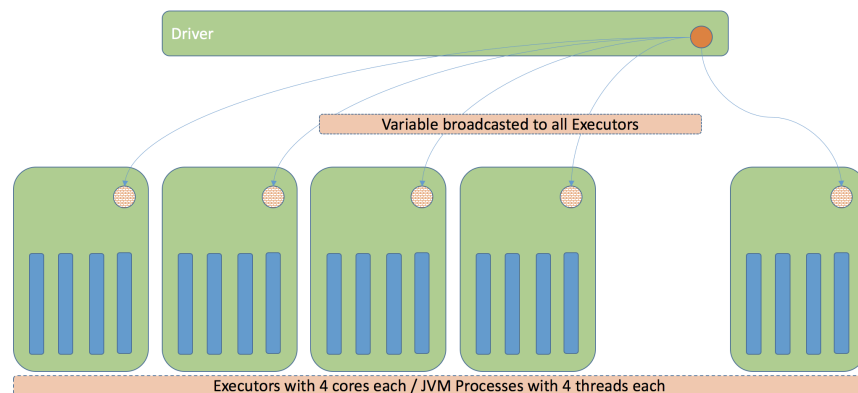 Driver
Variable broadcasted to all Executors
Executors with 4 cores each / JVM Processes with 4 threads each